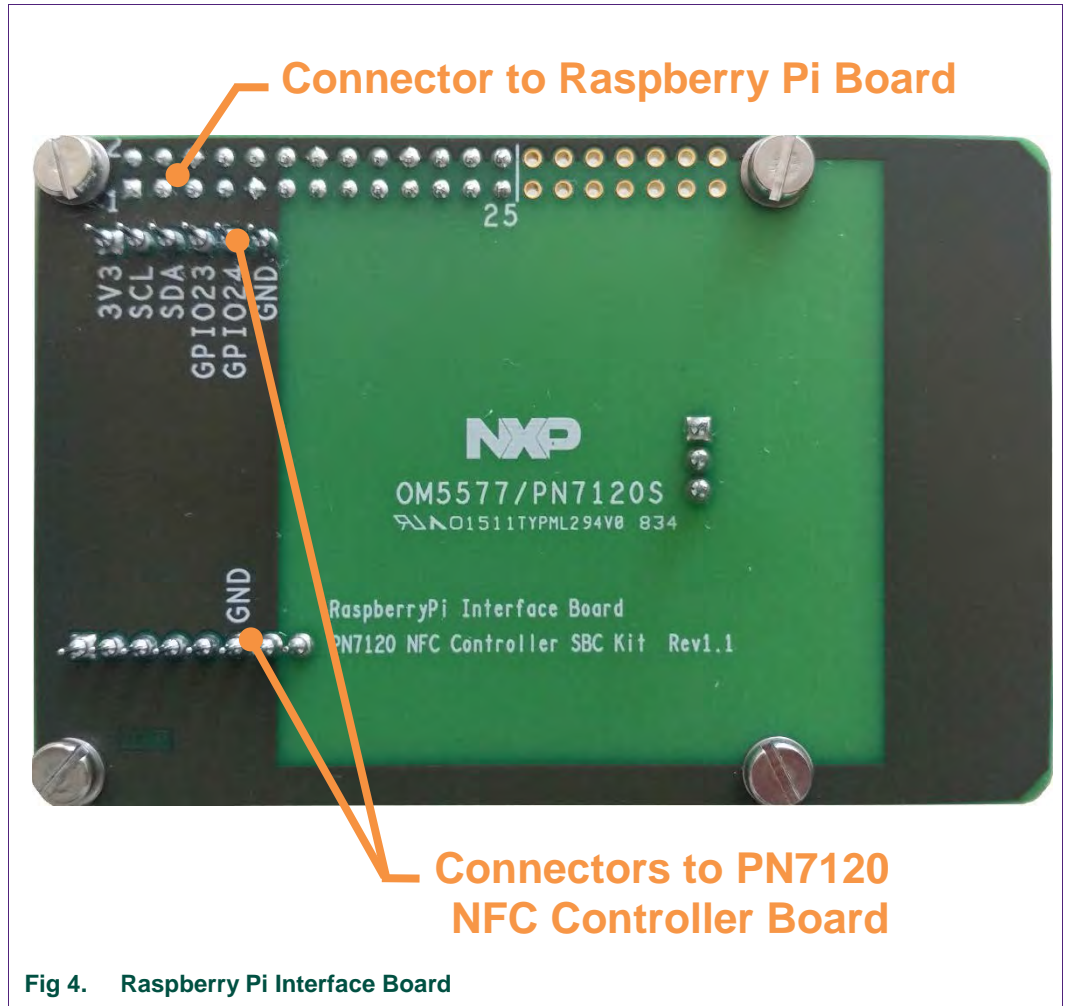 Connector to Raspberry Pi Board
2
1
25
3V3
SCL
SDA
GPIO23
GPIO24
GND
NXP
OM5577/PN7120S
01511TYPML294V0 834
GND
RaspberryPi Interface Board
PN7120 NFC Controller SBC Kit Rev1.1
Connectors to PN7120
NFC Controller Board
Fig 4. Raspberry Pi Interface Board